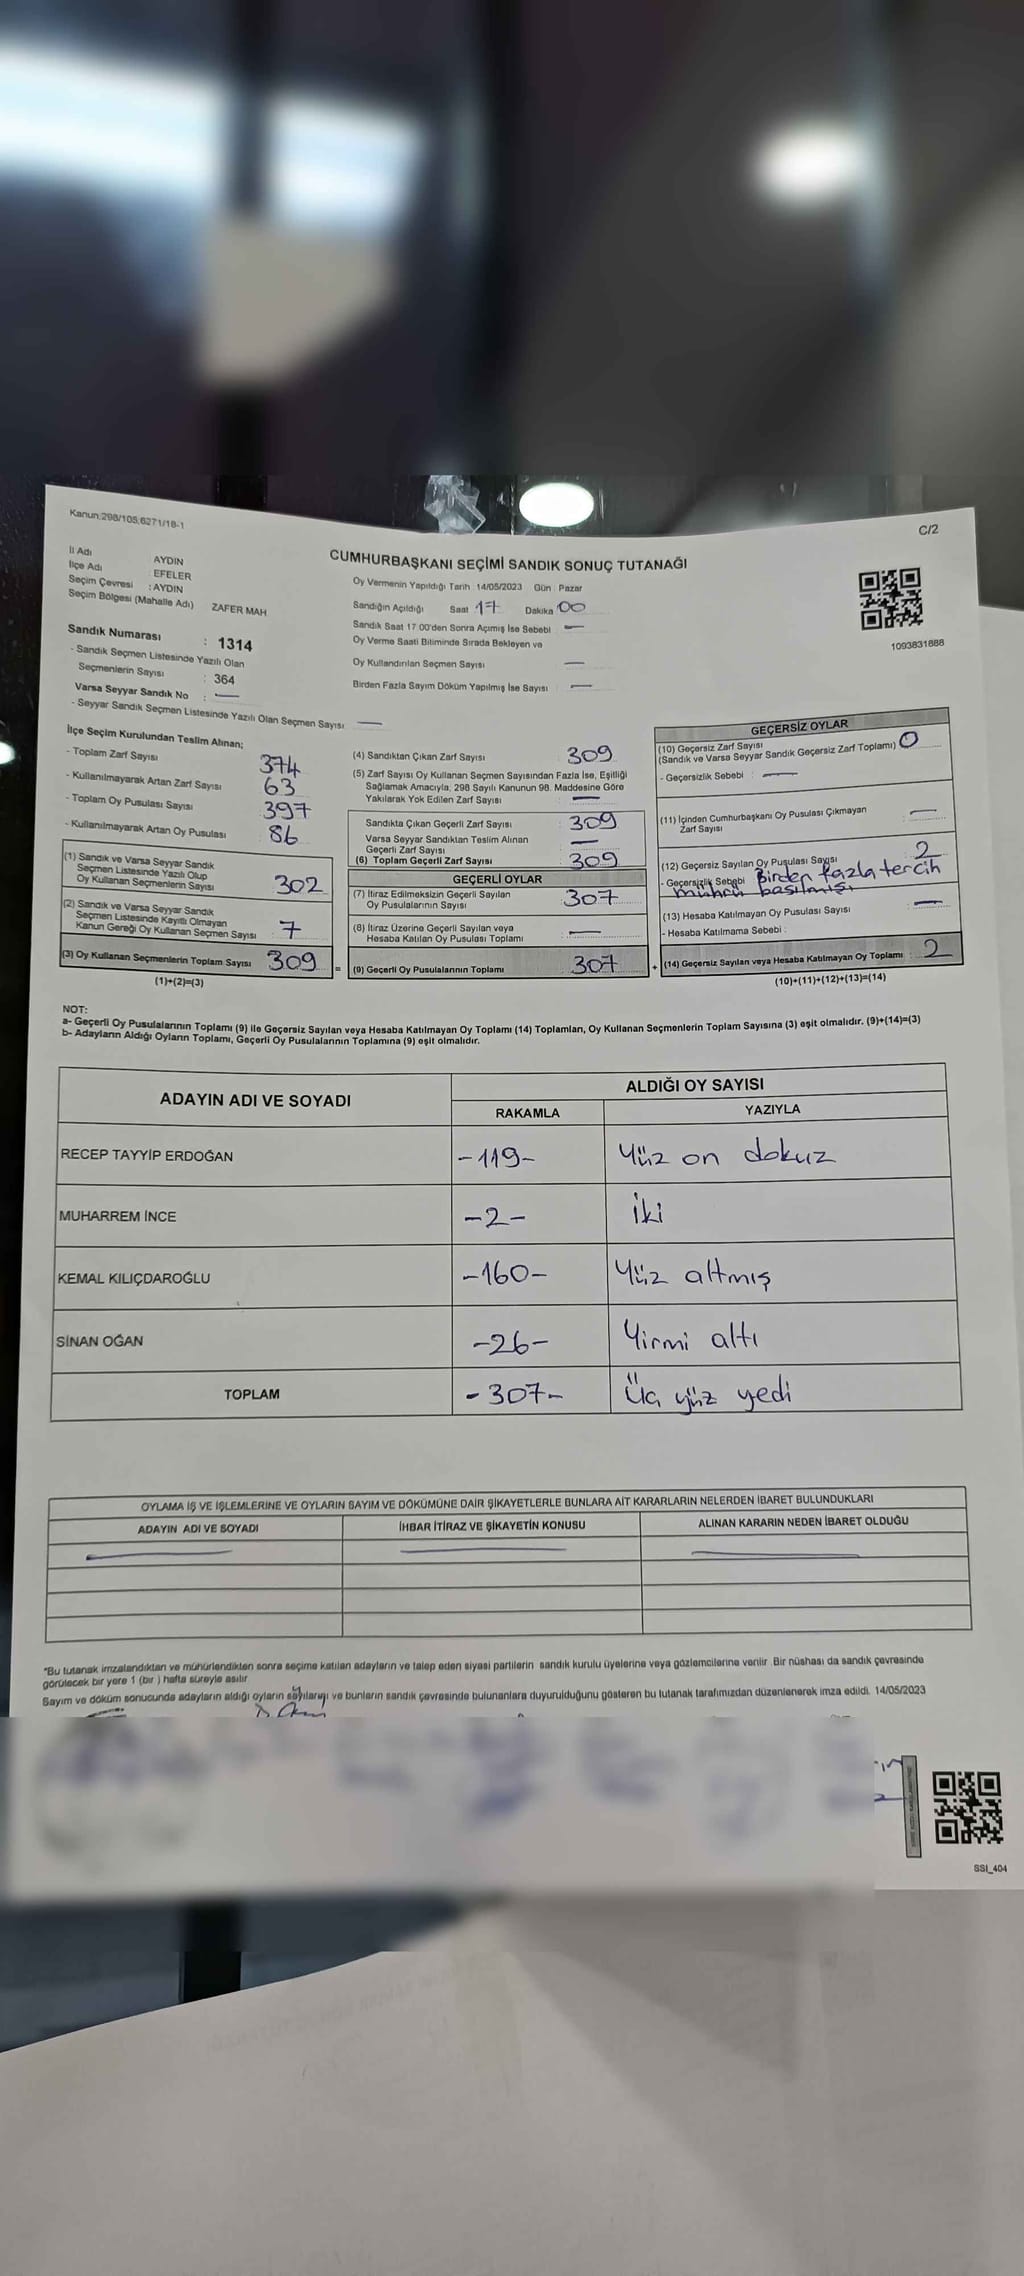 Kanun:298/105;6271/18-1
C/2
CUMHURBAŞKANI SEÇİMİ SANDIK SONUÇ TUTANAĞI
İl Adı AYDIN
İlçe Adı : EFELER
Seçim Çevresi : AYDIN
Seçim Bölgesi (Mahalle Adı) ZAFER MAH
Sandık Numarası : 1314
- Sandık Seçmen Listesinde Yazılı Olan
Seçmenlerin Sayısı : 364
Varsa Seyyar Sandık No : —
- Seyyar Sandık Seçmen Listesinde Yazılı Olan Seçmen Sayısı —
Oy Vermenin Yapıldığı Tarih 14/05/2023 Gün : Pazar
Sandığın Açıldığı Saat 17 Dakika 00
Sandık Saat 17 00'den Sonra Açımış İse Sebebi —
Oy Verme Saati Bitiminde Sırada Bekleyen ve
Oy Kullandırılan Seçmen Sayısı —
Birden Fazla Sayım Döküm Yapılmış İse Sayısı —
1093831888
İlçe Seçim Kurulundan Teslim Alınan;
- Toplam Zarf Sayısı 374
- Kullanılmayarak Artan Zarf Sayısı 63
- Toplam Oy Pusulası Sayısı 397
- Kullanılmayarak Artan Oy Pusulası 86
(1) Sandık ve Varsa Seyyar Sandık
Seçmen Listesinde Yazılı Olup
Oy Kullanan Seçmenlerin Sayısı 302
(2) Sandık ve Varsa Seyyar Sandık
Seçmen Listesinde Kayıtlı Olmayan
Kanun Gereği Oy Kullanan Seçmen Sayısı 7
(3) Oy Kullanan Seçmenlerin Toplam Sayısı 309
(1)+(2)=(3)
(4) Sandıktan Çıkan Zarf Sayısı 309
(5) Zarf Sayısı Oy Kullanan Seçmen Sayısından Fazla İse, Eşitliği
Sağlamak Amacıyla, 298 Sayılı Kanunun 98. Maddesine Göre
Yakılarak Yok Edilen Zarf Sayısı —
Sandıkta Çıkan Geçerli Zarf Sayısı 309
Varsa Seyyar Sandıktan Teslim Alınan
Geçerli Zarf Sayısı —
(6) Toplam Geçerli Zarf Sayısı 309
GEÇERLİ OYLAR
(7) İtiraz Edilmeksizin Geçerli Sayılan
Oy Pusulalarının Sayısı 307
(8) İtiraz Üzerine Geçerli Sayılan veya
Hesaba Katılan Oy Pusulası Toplamı —
= (9) Geçerli Oy Pusulalarının Toplamı 307
GEÇERSİZ OYLAR
(10) Geçersiz Zarf Sayısı
(Sandık ve Varsa Seyyar Sandık Geçersiz Zarf Toplamı) 0
- Geçersizlik Sebebi : —
(11) İçinden Cumhurbaşkanı Oy Pusulası Çıkmayan
Zarf Sayısı —
(12) Geçersiz Sayılan Oy Pusulası Sayısı 2
- Geçersizlik Sebebi Birden fazla tercih
mührü basılmışı
(13) Hesaba Katılmayan Oy Pusulası Sayısı —
- Hesaba Katılmama Sebebi :
+ (14) Geçersiz Sayılan veya Hesaba Katılmayan Oy Toplamı : 2
(10)+(11)+(12)+(13)=(14)
NOT:
a- Geçerli Oy Pusulalarının Toplamı (9) ile Geçersiz Sayılan veya Hesaba Katılmayan Oy Toplamı (14) Toplamları, Oy Kullanan Seçmenlerin Toplam Sayısına (3) eşit olmalıdır. (9)+(14)=(3)
b- Adayların Aldığı Oyların Toplamı, Geçerli Oy Pusulalarının Toplamına (9) eşit olmalıdır.
ADAYIN ADI VE SOYADI
ALDIĞI OY SAYISI
RAKAMLA YAZIYLA
RECEP TAYYİP ERDOĞAN -119- Yüz on dokuz
MUHARREM İNCE -2- İki
KEMAL KILIÇDAROĞLU -160- Yüz altmış
SİNAN OĞAN -26- Yirmi altı
TOPLAM -307- Üç yüz yedi
OYLAMA İŞ VE İŞLEMLERİNE VE OYLARIN SAYIM VE DÖKÜMÜNE DAİR ŞİKAYETLERLE BUNLARA AİT KARARLARIN NELERDEN İBARET BULUNDUKLARI
ADAYIN ADI VE SOYADI İHBAR İTİRAZ VE ŞİKAYETİN KONUSU ALINAN KARARIN NEDEN İBARET OLDUĞU
*Bu tutanak imzalandıktan ve mühürlendikten sonra seçime katılan adayların ve talep eden siyasi partilerin sandık kurulu üyelerine veya gözlemcilerine verilir. Bir nüshası da sandık çevresinde
görülecek bir yere 1 (bir ) hafta süreyle asılır
Sayım ve döküm sonucunda adayların aldığı oyların sayılarını ve bunların sandık çevresinde bulunanlara duyurulduğunu gösteren bu tutanak tarafımızdan düzenlenerek imza edildi. 14/05/2023
SSI_404